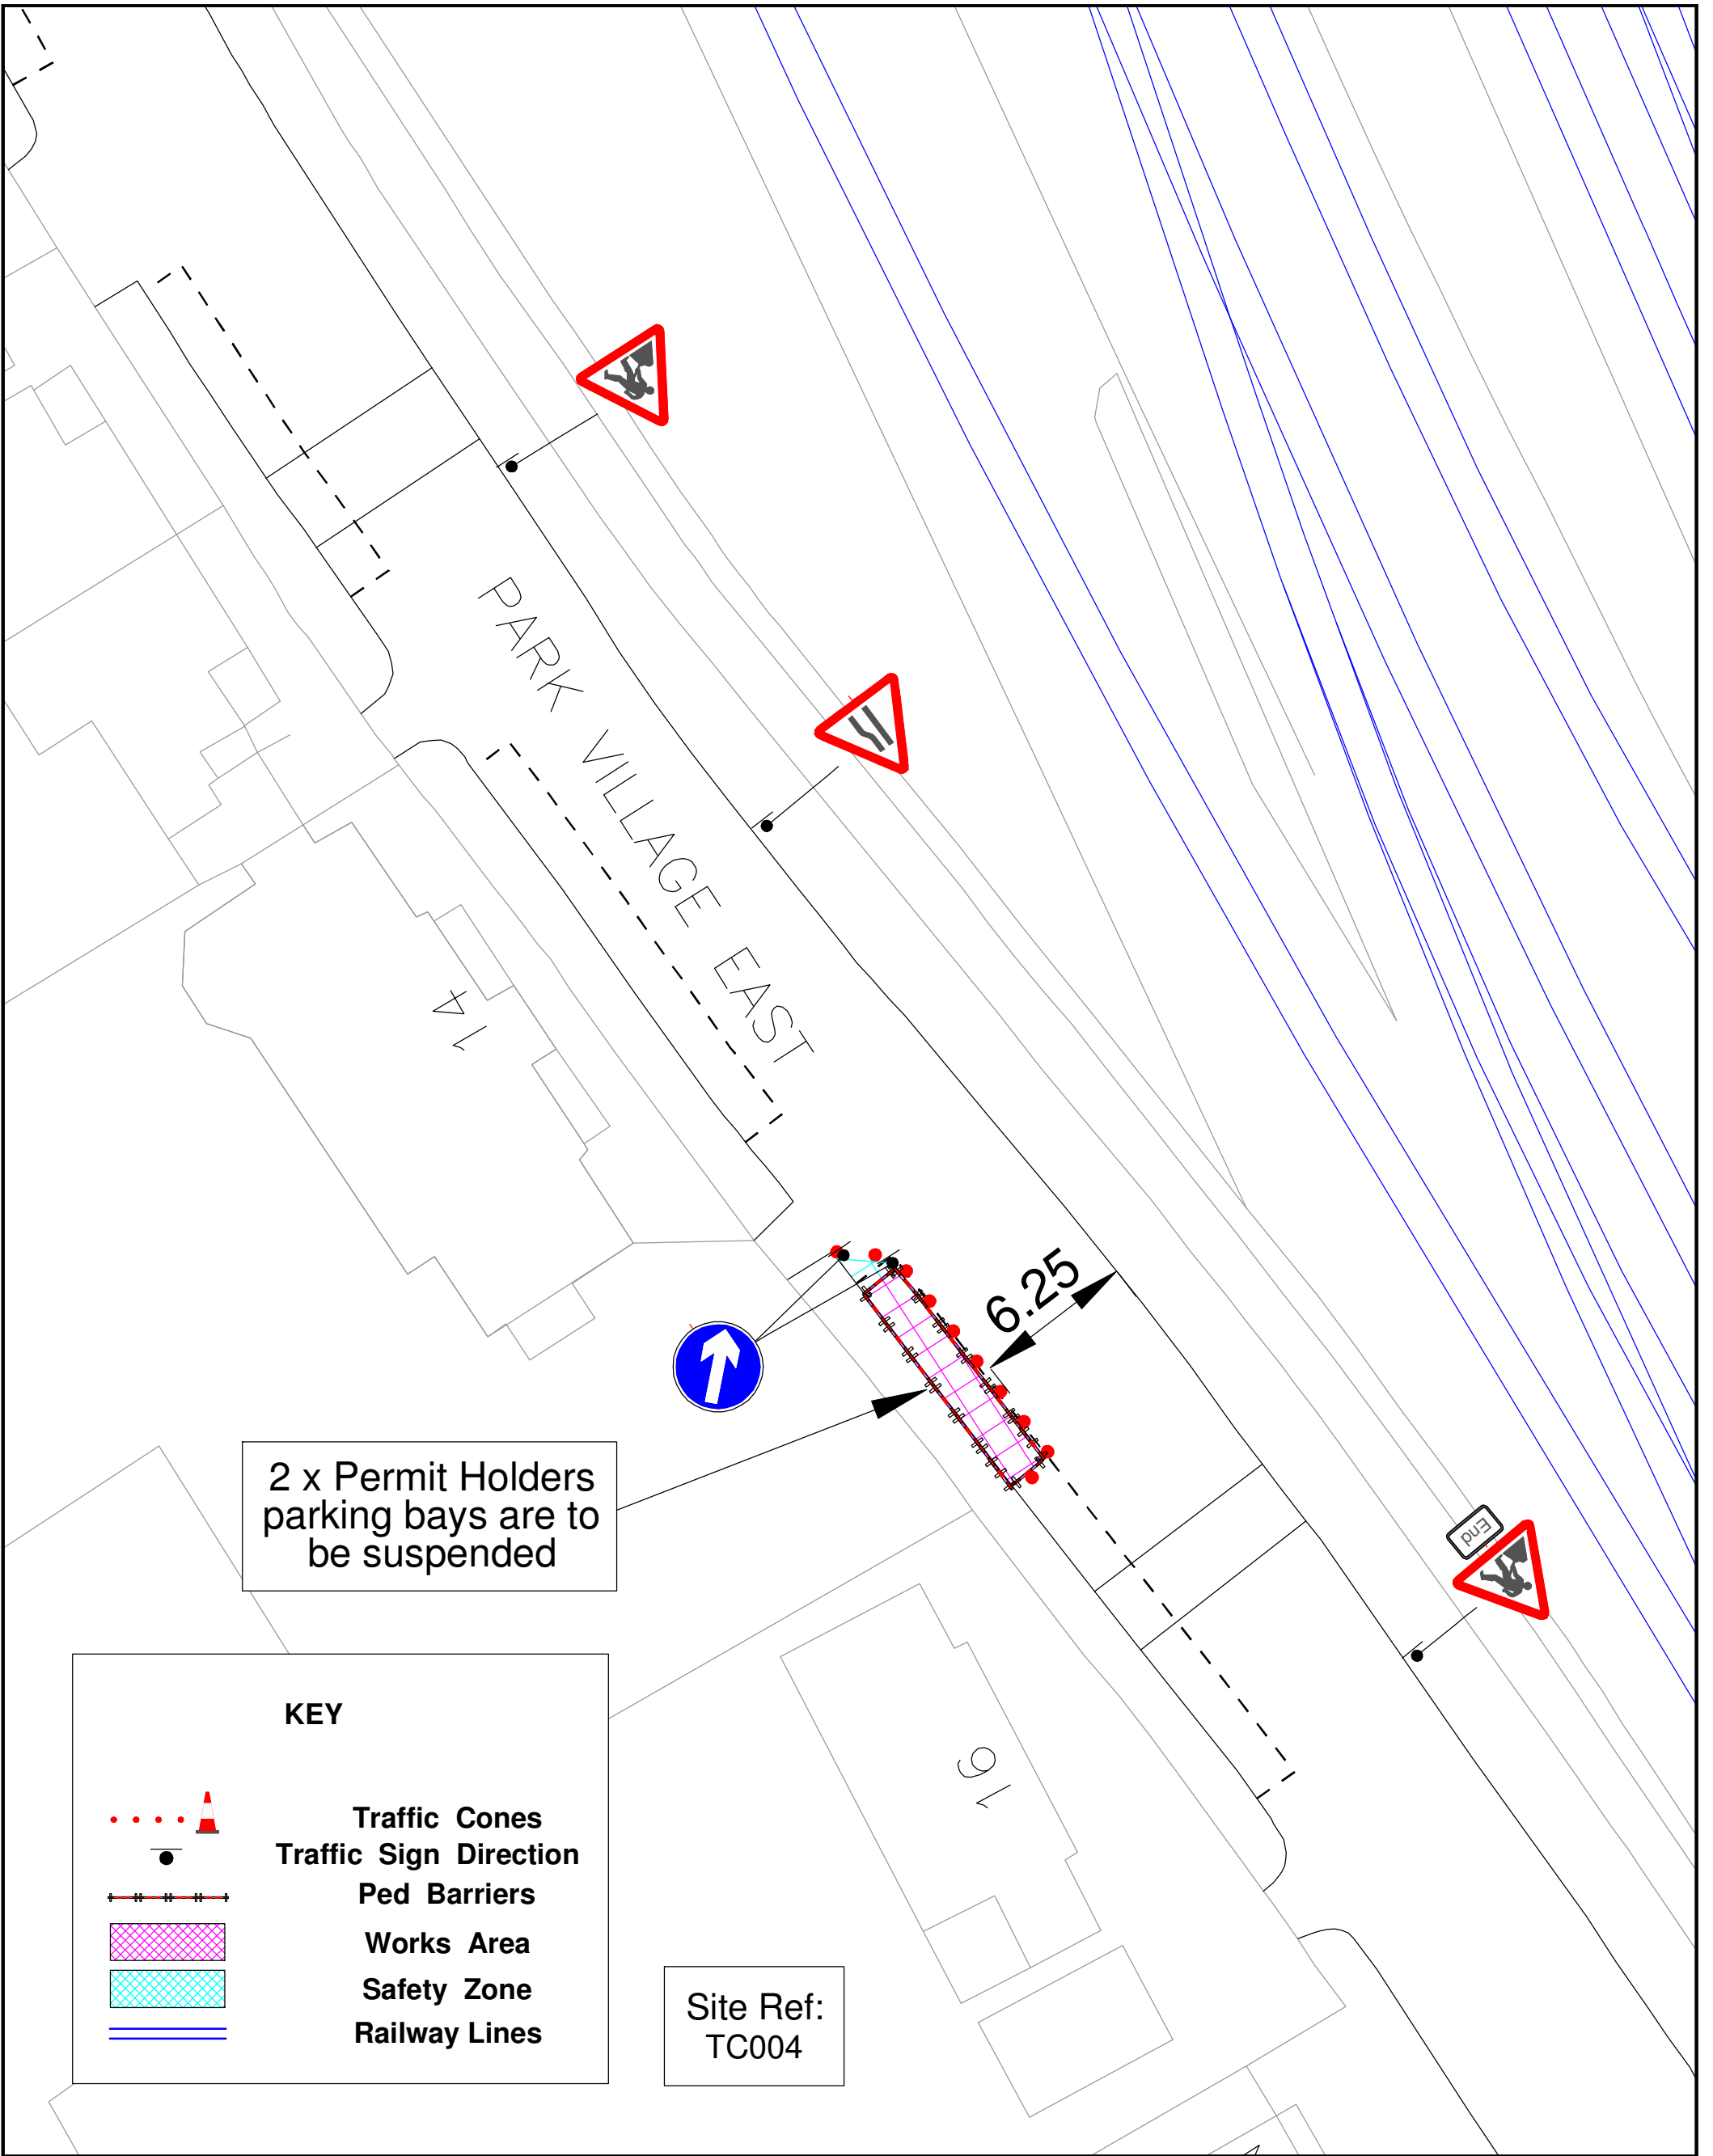 PARK VILLAGE EAST
14
6.25
2 x Permit Holders
parking bays are to
be suspended
End
16
KEY
Traffic Cones
Traffic Sign Direction
Ped Barriers
Works Area
Safety Zone
Railway Lines
Site Ref:
TC004